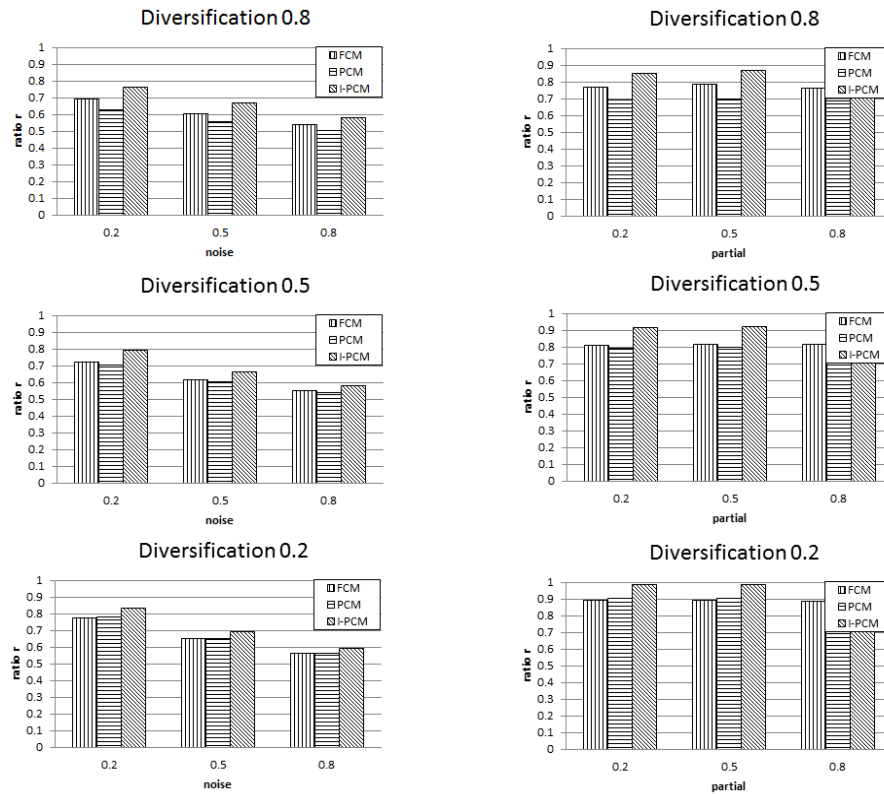 Diversification 0.8
1
0.9
0.8
0.7
0.6
0.5
0.4
0.3
0.2
0.1
0
ratio r
FCM
PCM
I-PCM
0.2 0.5 0.8
noise
Diversification 0.8
1
0.9
0.8
0.7
0.6
0.5
0.4
0.3
0.2
0.1
0
ratio r
FCM
PCM
I-PCM
0.2 0.5 0.8
partial
Diversification 0.5
1
0.9
0.8
0.7
0.6
0.5
0.4
0.3
0.2
0.1
0
ratio r
FCM
PCM
I-PCM
0.2 0.5 0.8
noise
Diversification 0.5
1
0.9
0.8
0.7
0.6
0.5
0.4
0.3
0.2
0.1
0
ratio r
FCM
PCM
I-PCM
0.2 0.5 0.8
partial
Diversification 0.2
1
0.9
0.8
0.7
0.6
0.5
0.4
0.3
0.2
0.1
0
ratio r
FCM
PCM
I-PCM
0.2 0.5 0.8
noise
Diversification 0.2
1
0.9
0.8
0.7
0.6
0.5
0.4
0.3
0.2
0.1
0
ratio r
FCM
PCM
I-PCM
0.2 0.5 0.8
partial